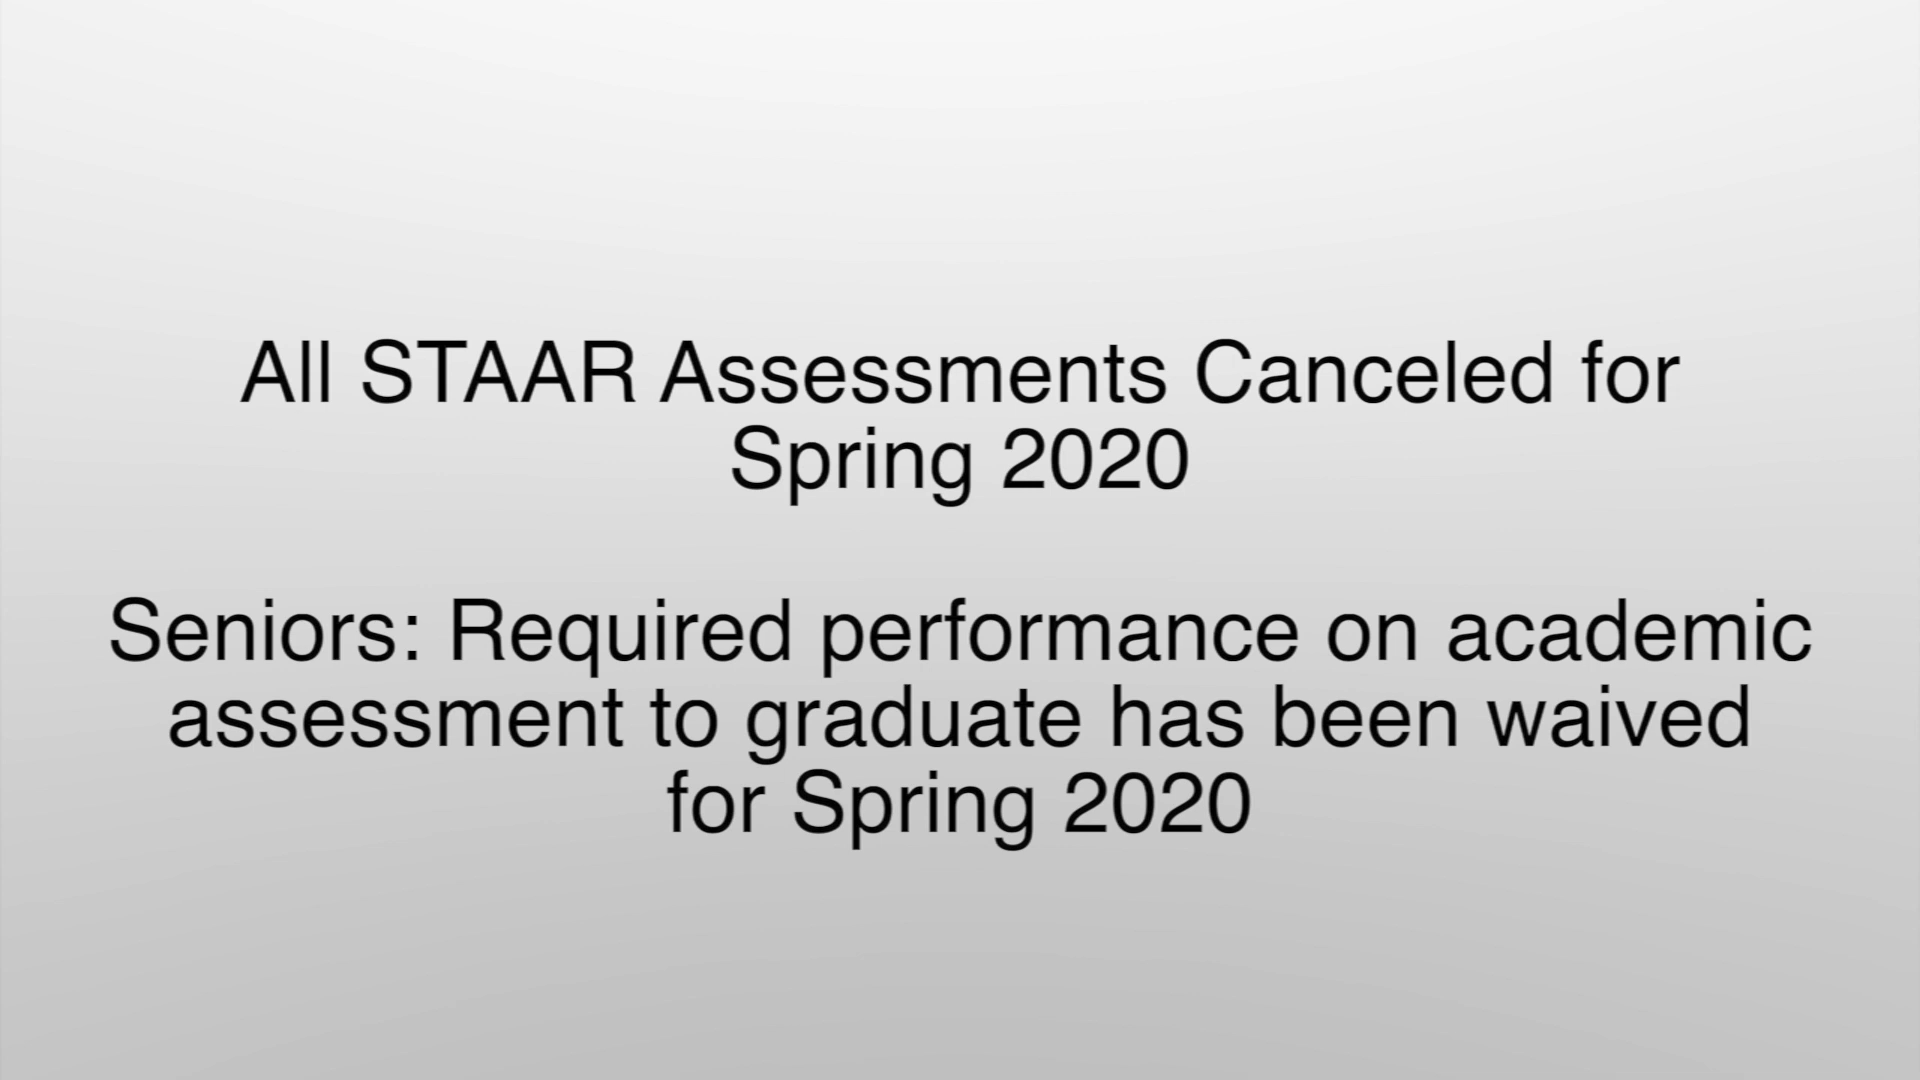 All STAAR Assessments Canceled for
Spring 2020
Seniors: Required performance on academic
assessment to graduate has been waived
for Spring 2020